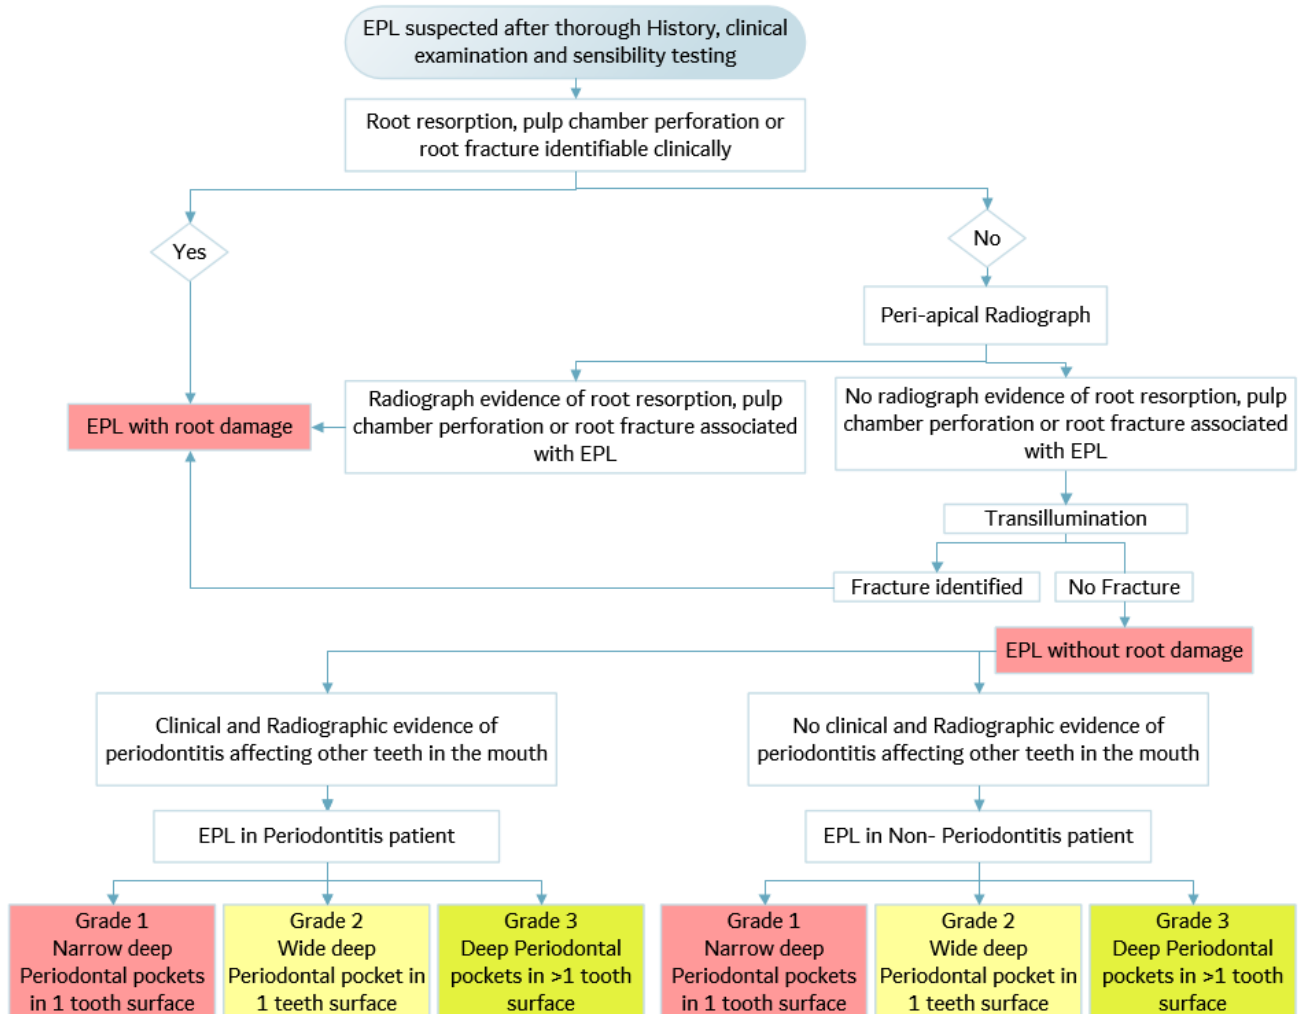 EPL suspected after thorough History, clinical
examination and sensibility testing
Root resorption, pulp chamber perforation or
root fracture identifiable clinically
Yes
No
Peri-apical Radiograph
Radiograph evidence of root resorption, pulp
chamber perforation or root fracture associated
with EPL
No radiograph evidence of root resorption, pulp
chamber perforation or root fracture associated
with EPL
EPL with root damage
Transillumination
Fracture identified
No Fracture
EPL without root damage
Clinical and Radiographic evidence of
periodontitis affecting other teeth in the mouth
No clinical and Radiographic evidence of
periodontitis affecting other teeth in the mouth
EPL in Periodontitis patient
EPL in Non- Periodontitis patient
Grade 1
Narrow deep
Periodontal pockets
in 1 tooth surface
Grade 2
Wide deep
Periodontal pocket in
1 teeth surface
Grade 3
Deep Periodontal
pockets in >1 tooth
surface
Grade 1
Narrow deep
Periodontal pockets
in 1 tooth surface
Grade 2
Wide deep
Periodontal pocket in
1 teeth surface
Grade 3
Deep Periodontal
pockets in >1 tooth
surface